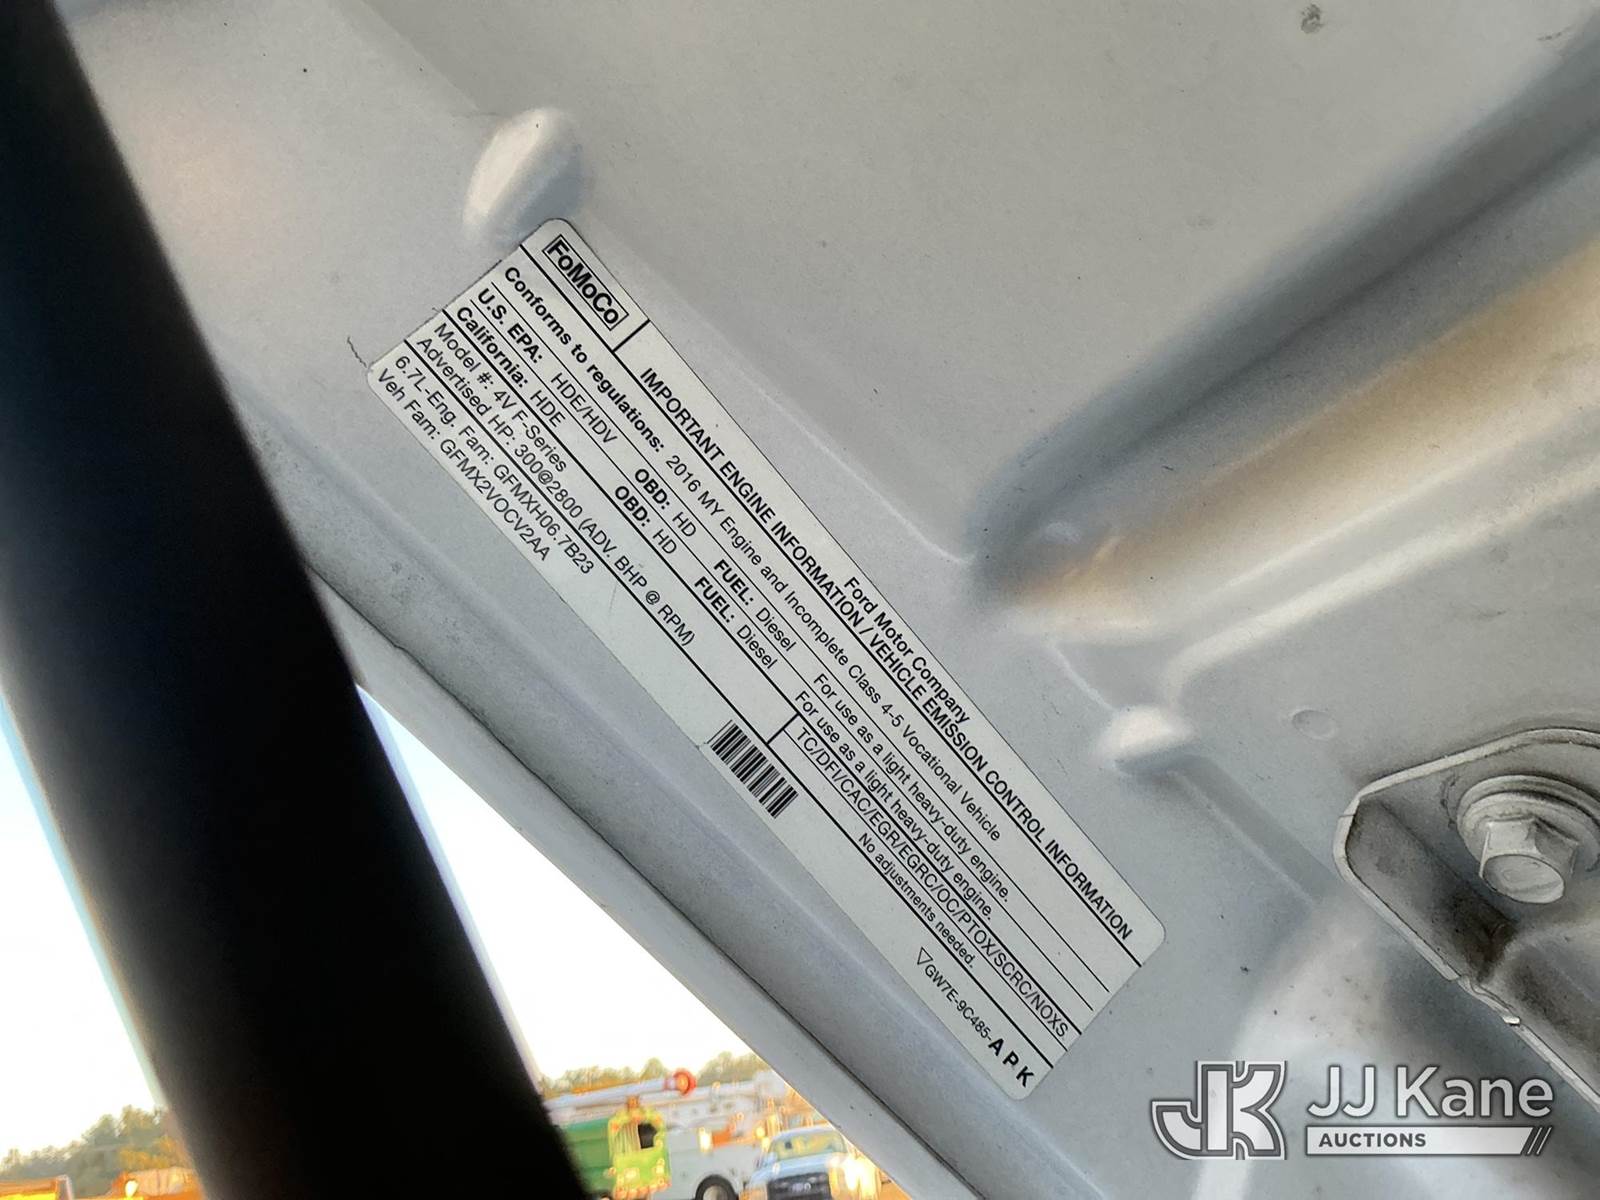 FoMoCo
Ford Motor Company
IMPORTANT ENGINE INFORMATION / VEHICLE EMISSION CONTROL INFORMATION
Conforms to regulations: 2016 MY Engine and Incomplete Class 4-5 Vocational Vehicle
U.S. EPA: HDE/HDV OBD: HD FUEL: Diesel For use as a light heavy-duty engine.
California: HDE OBD: HD FUEL: Diesel For use as a light heavy-duty engine.
Model #: 4V F-Series TC/DFI/CAC/EGR/EGRC/OC/PTOX/SCRC/NOXS
Advertised HP: 300@2800 (ADV. BHP @ RPM) No adjustments needed.
6.7L-Eng. Fam: GFMXH06.7B23
Veh Fam: GFMX2VOCV2AA
GW7E-9C485-A P K
JK JJ Kane
AUCTIONS